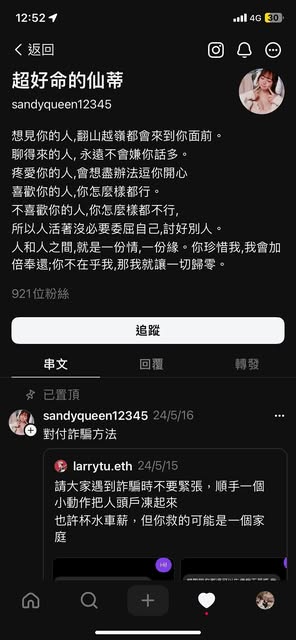 12:52
4G
30
返回
超好命的仙蒂
sandyqueen12345
想見你的人,翻山越嶺都會來到你面前。
聊得來的人, 永遠不會嫌你話多。
疼愛你的人,會想盡辦法逗你開心
喜歡你的人,你怎麼樣都行。
不喜歡你的人,你怎麼樣都不行,
所以人活著沒必要委屈自己,討好別人。
人和人之間,就是一份情,一份緣。你珍惜我,我會加
倍奉還;你不在乎我,那我就讓一切歸零。
921位粉絲
追蹤
串文 回覆 轉發
已置頂
sandyqueen12345 24/5/16
對付詐騙方法
larrytu.eth 24/5/15
請大家遇到詐騙時不要緊張，順手一個
小動作把人頭戶凍起來
也許杯水車薪，但你救的可能是一個家
庭